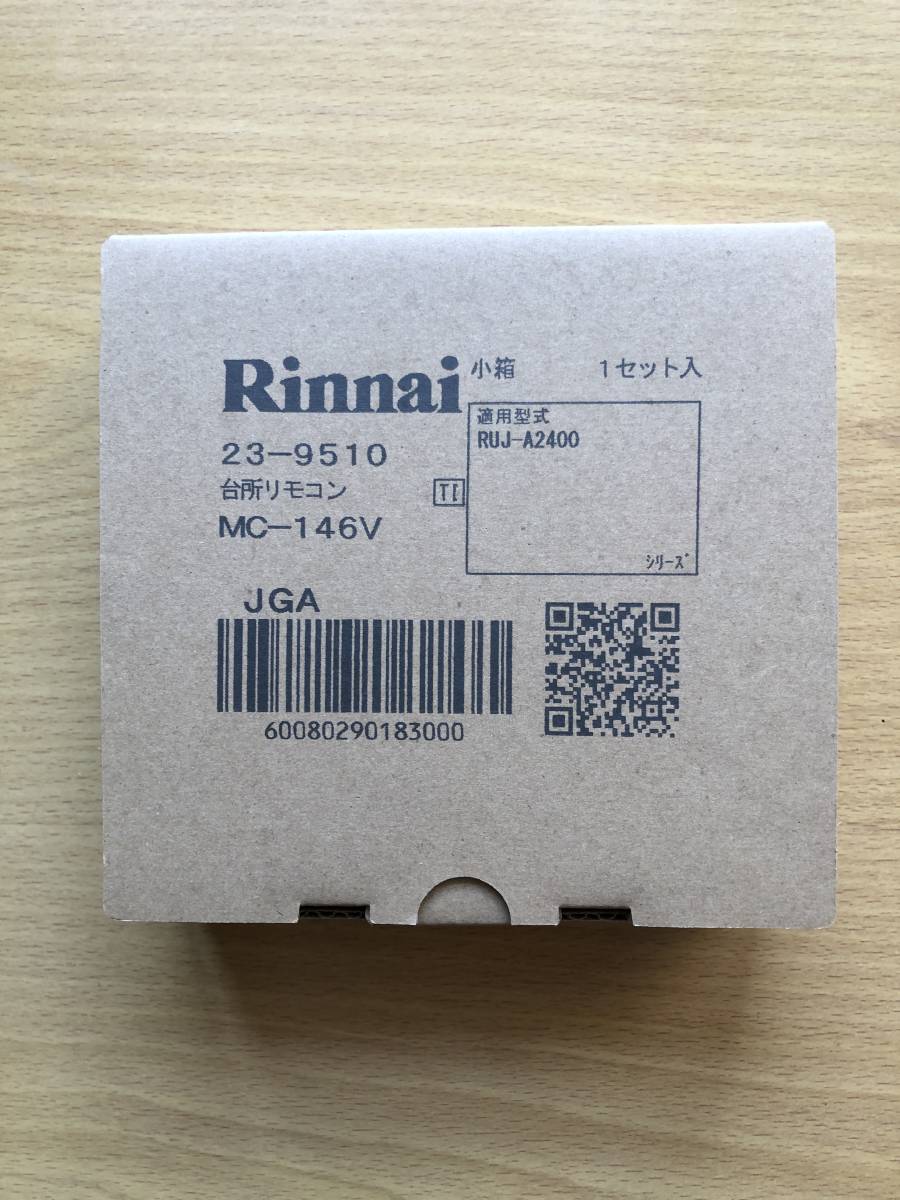 Rinnai 小箱 1セット入
適用型式
RUJ-A2400
23-9510
台所リモコン
MC-146V
シリーズ
JGA
60080290183000